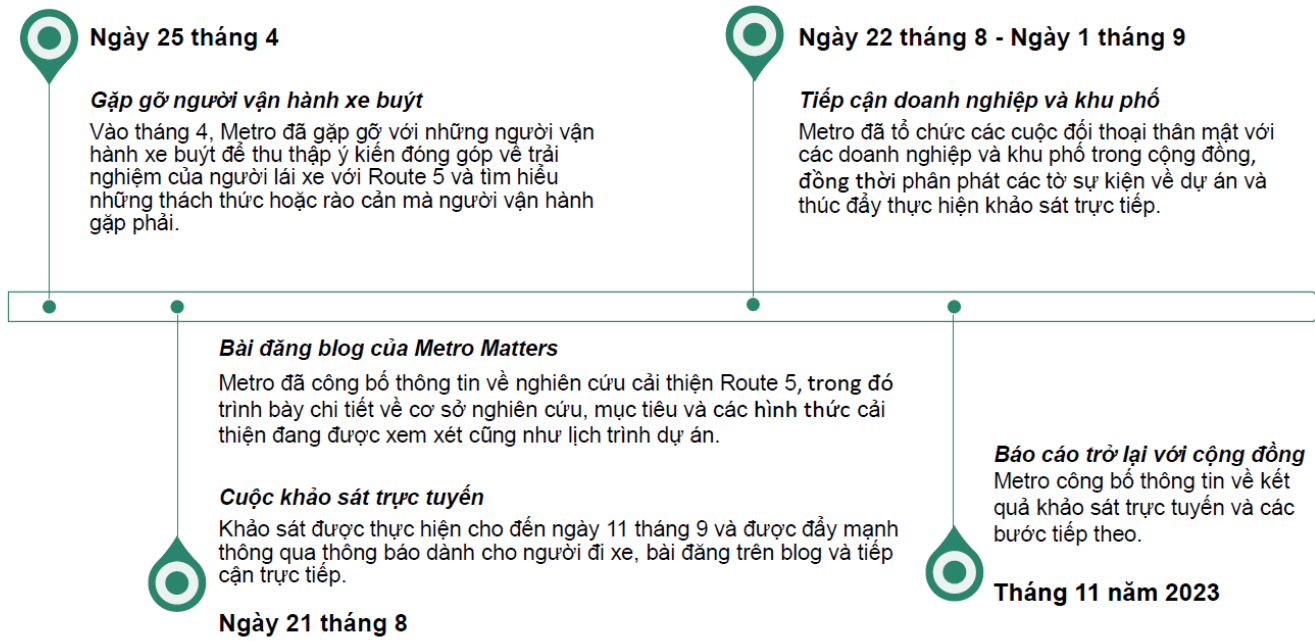 Ngày 25 tháng 4
Gặp gỡ người vận hành xe buýt
Vào tháng 4, Metro đã gặp gỡ với những người vận
hành xe buýt để thu thập ý kiến đóng góp về trải
nghiệm của người lái xe với Route 5 và tìm hiểu
những thách thức hoặc rào cản mà người vận hành
gặp phải.
Ngày 22 tháng 8 - Ngày 1 tháng 9
Tiếp cận doanh nghiệp và khu phố
Metro đã tổ chức các cuộc đối thoại thân mật với
các doanh nghiệp và khu phố trong cộng đồng,
đồng thời phân phát các tờ sự kiện về dự án và
thúc đẩy thực hiện khảo sát trực tiếp.
Bài đăng blog của Metro Matters
Metro đã công bố thông tin về nghiên cứu cải thiện Route 5, trong đó
trình bày chi tiết về cơ sở nghiên cứu, mục tiêu và các hình thức cải
thiện đang được xem xét cũng như lịch trình dự án.
Cuộc khảo sát trực tuyến
Khảo sát được thực hiện cho đến ngày 11 tháng 9 và được đẩy mạnh
thông qua thông báo dành cho người đi xe, bài đăng trên blog và tiếp
cận trực tiếp.
Ngày 21 tháng 8
Báo cáo trở lại với cộng đồng
Metro công bố thông tin về kết
quả khảo sát trực tuyến và các
bước tiếp theo.
Tháng 11 năm 2023